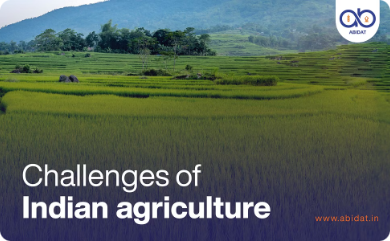 ABIDAT
Challenges of
Indian agriculture
www.abidat.in